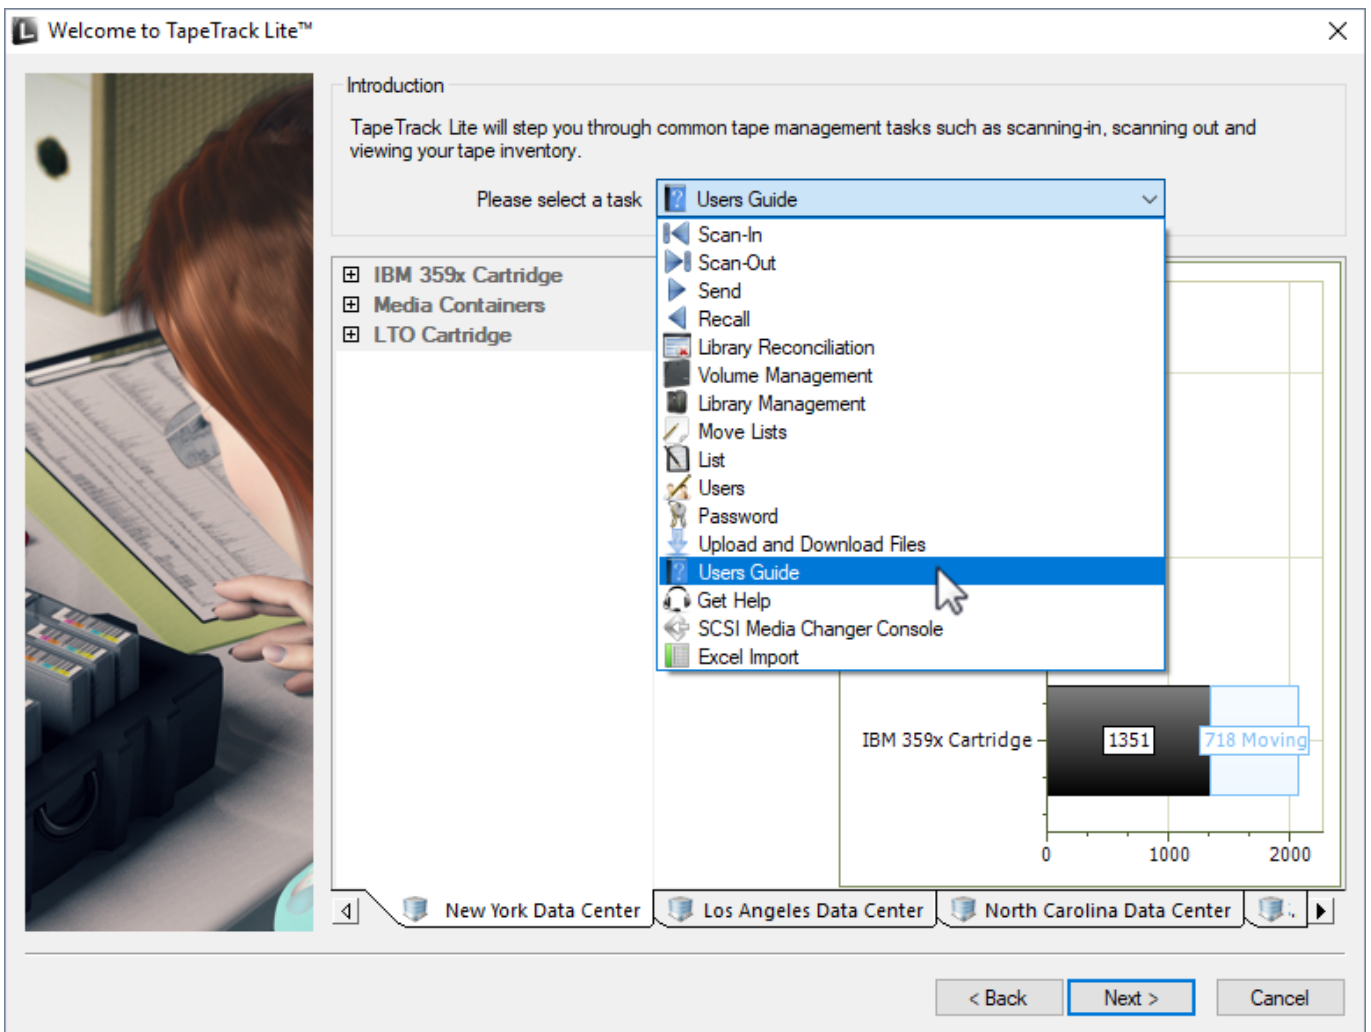 Welcome to TapeTrack Lite™
Introduction
TapeTrack Lite will step you through common tape management tasks such as scanning-in, scanning out and
viewing your tape inventory.
Please select a task
Users Guide
Scan-In
Scan-Out
Send
Recall
Library Reconciliation
Volume Management
Library Management
Move Lists
List
Users
Password
Upload and Download Files
Users Guide
Get Help
SCSI Media Changer Console
Excel Import
IBM 359x Cartridge
Media Containers
LTO Cartridge
IBM 359x Cartridge
1351
718 Moving
0 1000 2000
New York Data Center
Los Angeles Data Center
North Carolina Data Center
< Back
Next >
Cancel